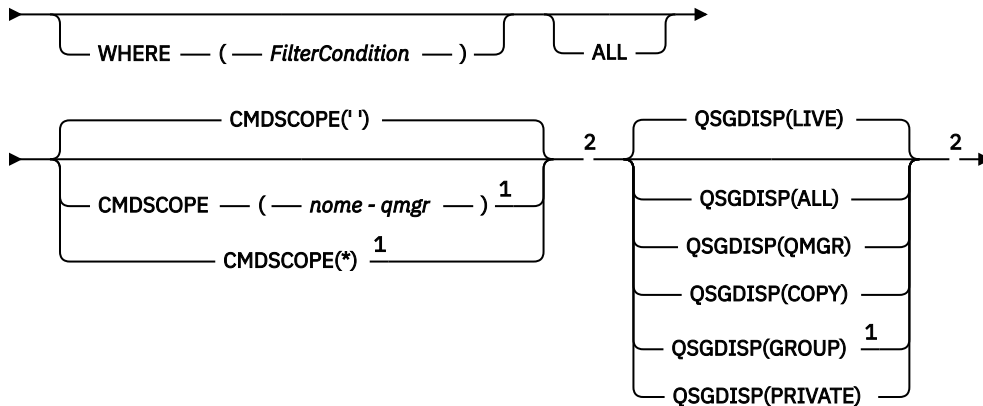 WHERE ( FilterCondition )
ALL
CMDSCOPE(' ')
CMDSCOPE ( nome - qmgr ) 1
CMDSCOPE(*) 1
2
QSGDISP(LIVE)
QSGDISP(ALL)
QSGDISP(QMGR)
QSGDISP(COPY)
QSGDISP(GROUP) 1
QSGDISP(PRIVATE)
2